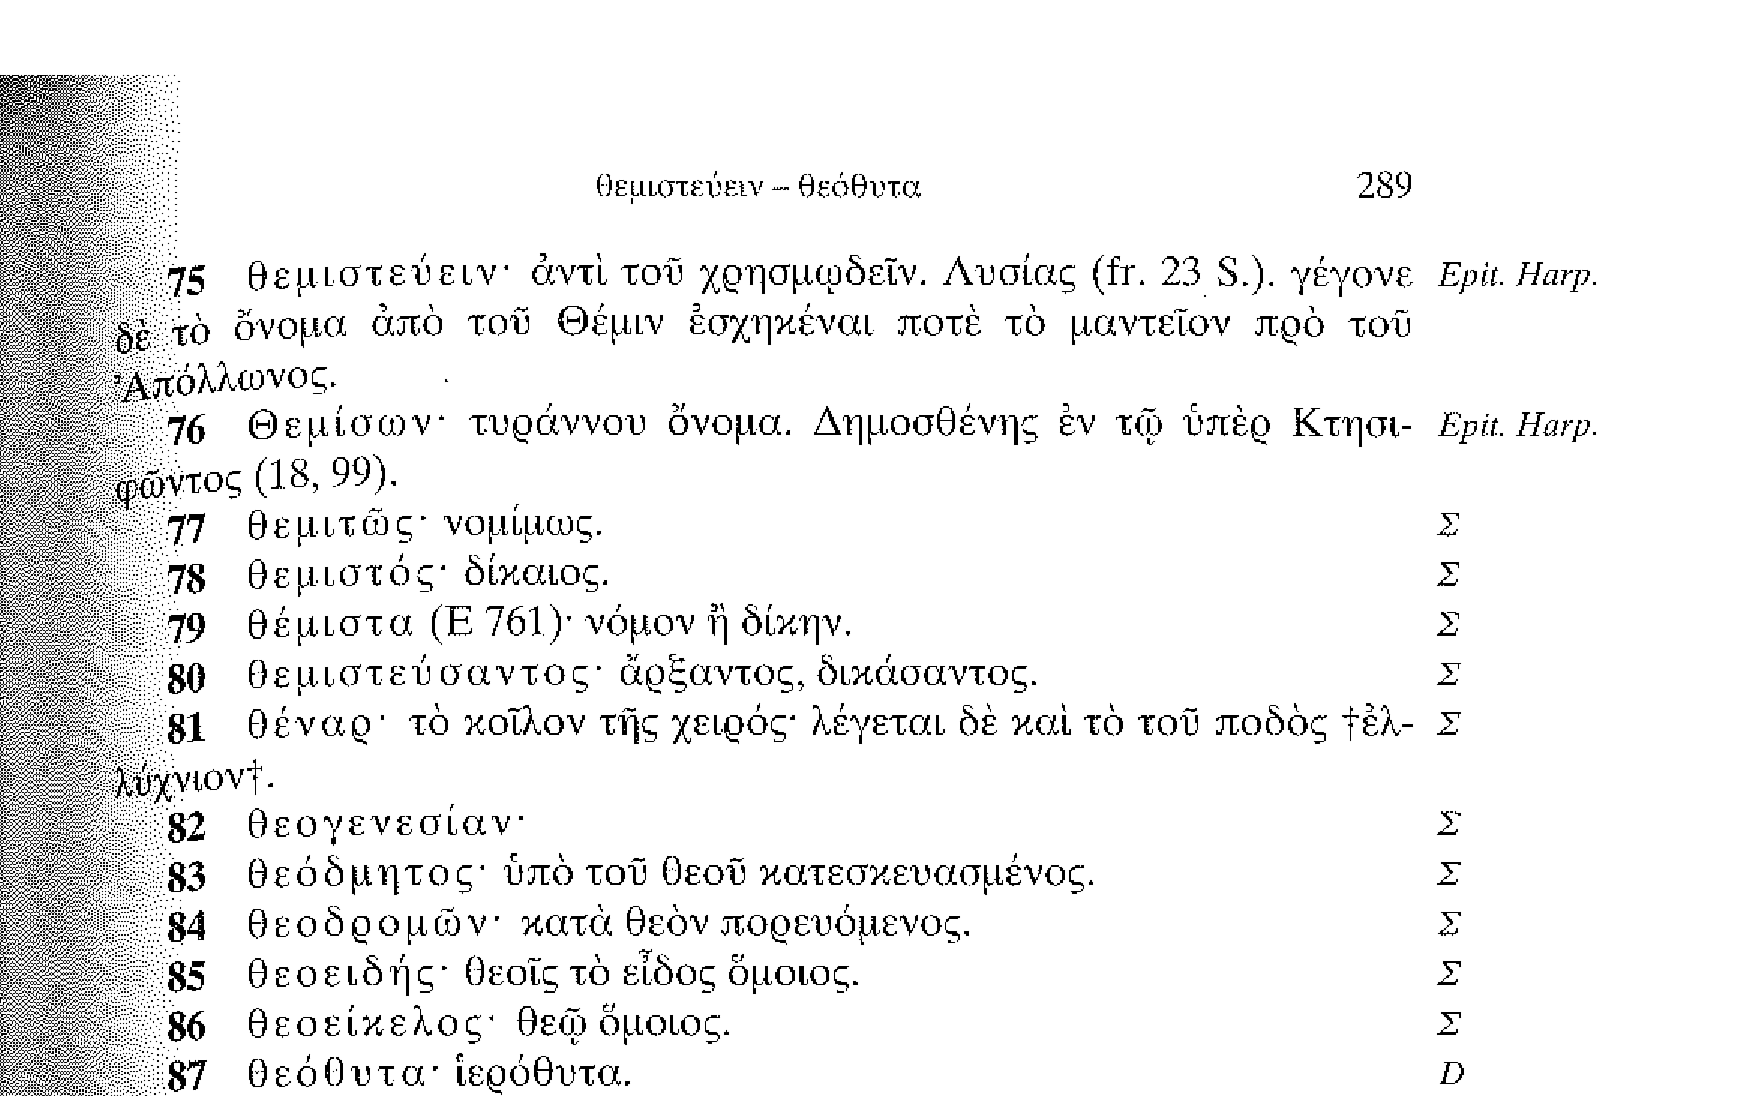 θεμιστεύειν – θεόθυτα 289
75 θεμιστεύειν· ἀντὶ τοῦ χρησμῳδεῖν. Λυσίας (fr. 23 S.). γέγονε Epit. Harp.
δὲ τὸ ὄνομα ἀπὸ τοῦ Θέμιν ἐσχηκέναι ποτὲ τὸ μαντεῖον πρὸ τοῦ
Ἀπόλλωνος.
76 Θεμίσων· τυράννου ὄνομα. Δημοσθένης ἐν τῷ ὑπὲρ Κτησι- Epit. Harp.
φῶντος (18, 99).
77 θεμιτῶς· νομίμως. Σ
78 θεμιστός· δίκαιος. Σ
79 θέμιστα (Ε 761)· νόμον ἢ δίκην. Σ
80 θεμιστεύσαντος· ἄρξαντος, δικάσαντος. Σ
81 θέναρ· τὸ κοῖλον τῆς χειρός· λέγεται δὲ καὶ τὸ τοῦ ποδὸς †ἐλ- Σ
λύχνιον†.
82 θεογενεσίαν· Σ
83 θεόδμητος· ὑπὸ τοῦ θεοῦ κατεσκευασμένος. Σ
84 θεοδρομῶν· κατὰ θεὸν πορευόμενος. Σ
85 θεοειδής· θεοῖς τὸ εἶδος ὅμοιος. Σ
86 θεοείκελος· θεῷ ὅμοιος. Σ
87 θεόθυτα· ἱερόθυτα. D